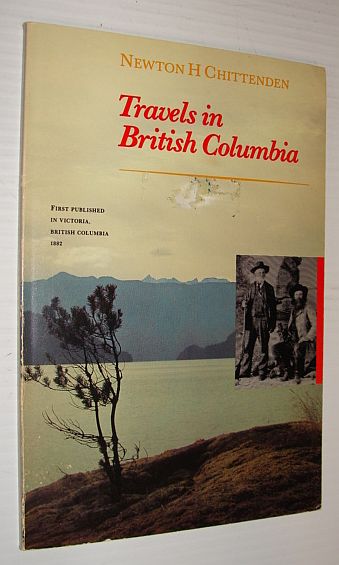 NEWTON H CHITTENDEN
Travels in
British Columbia
FIRST PUBLISHED
IN VICTORIA,
BRITISH COLUMBIA
1882